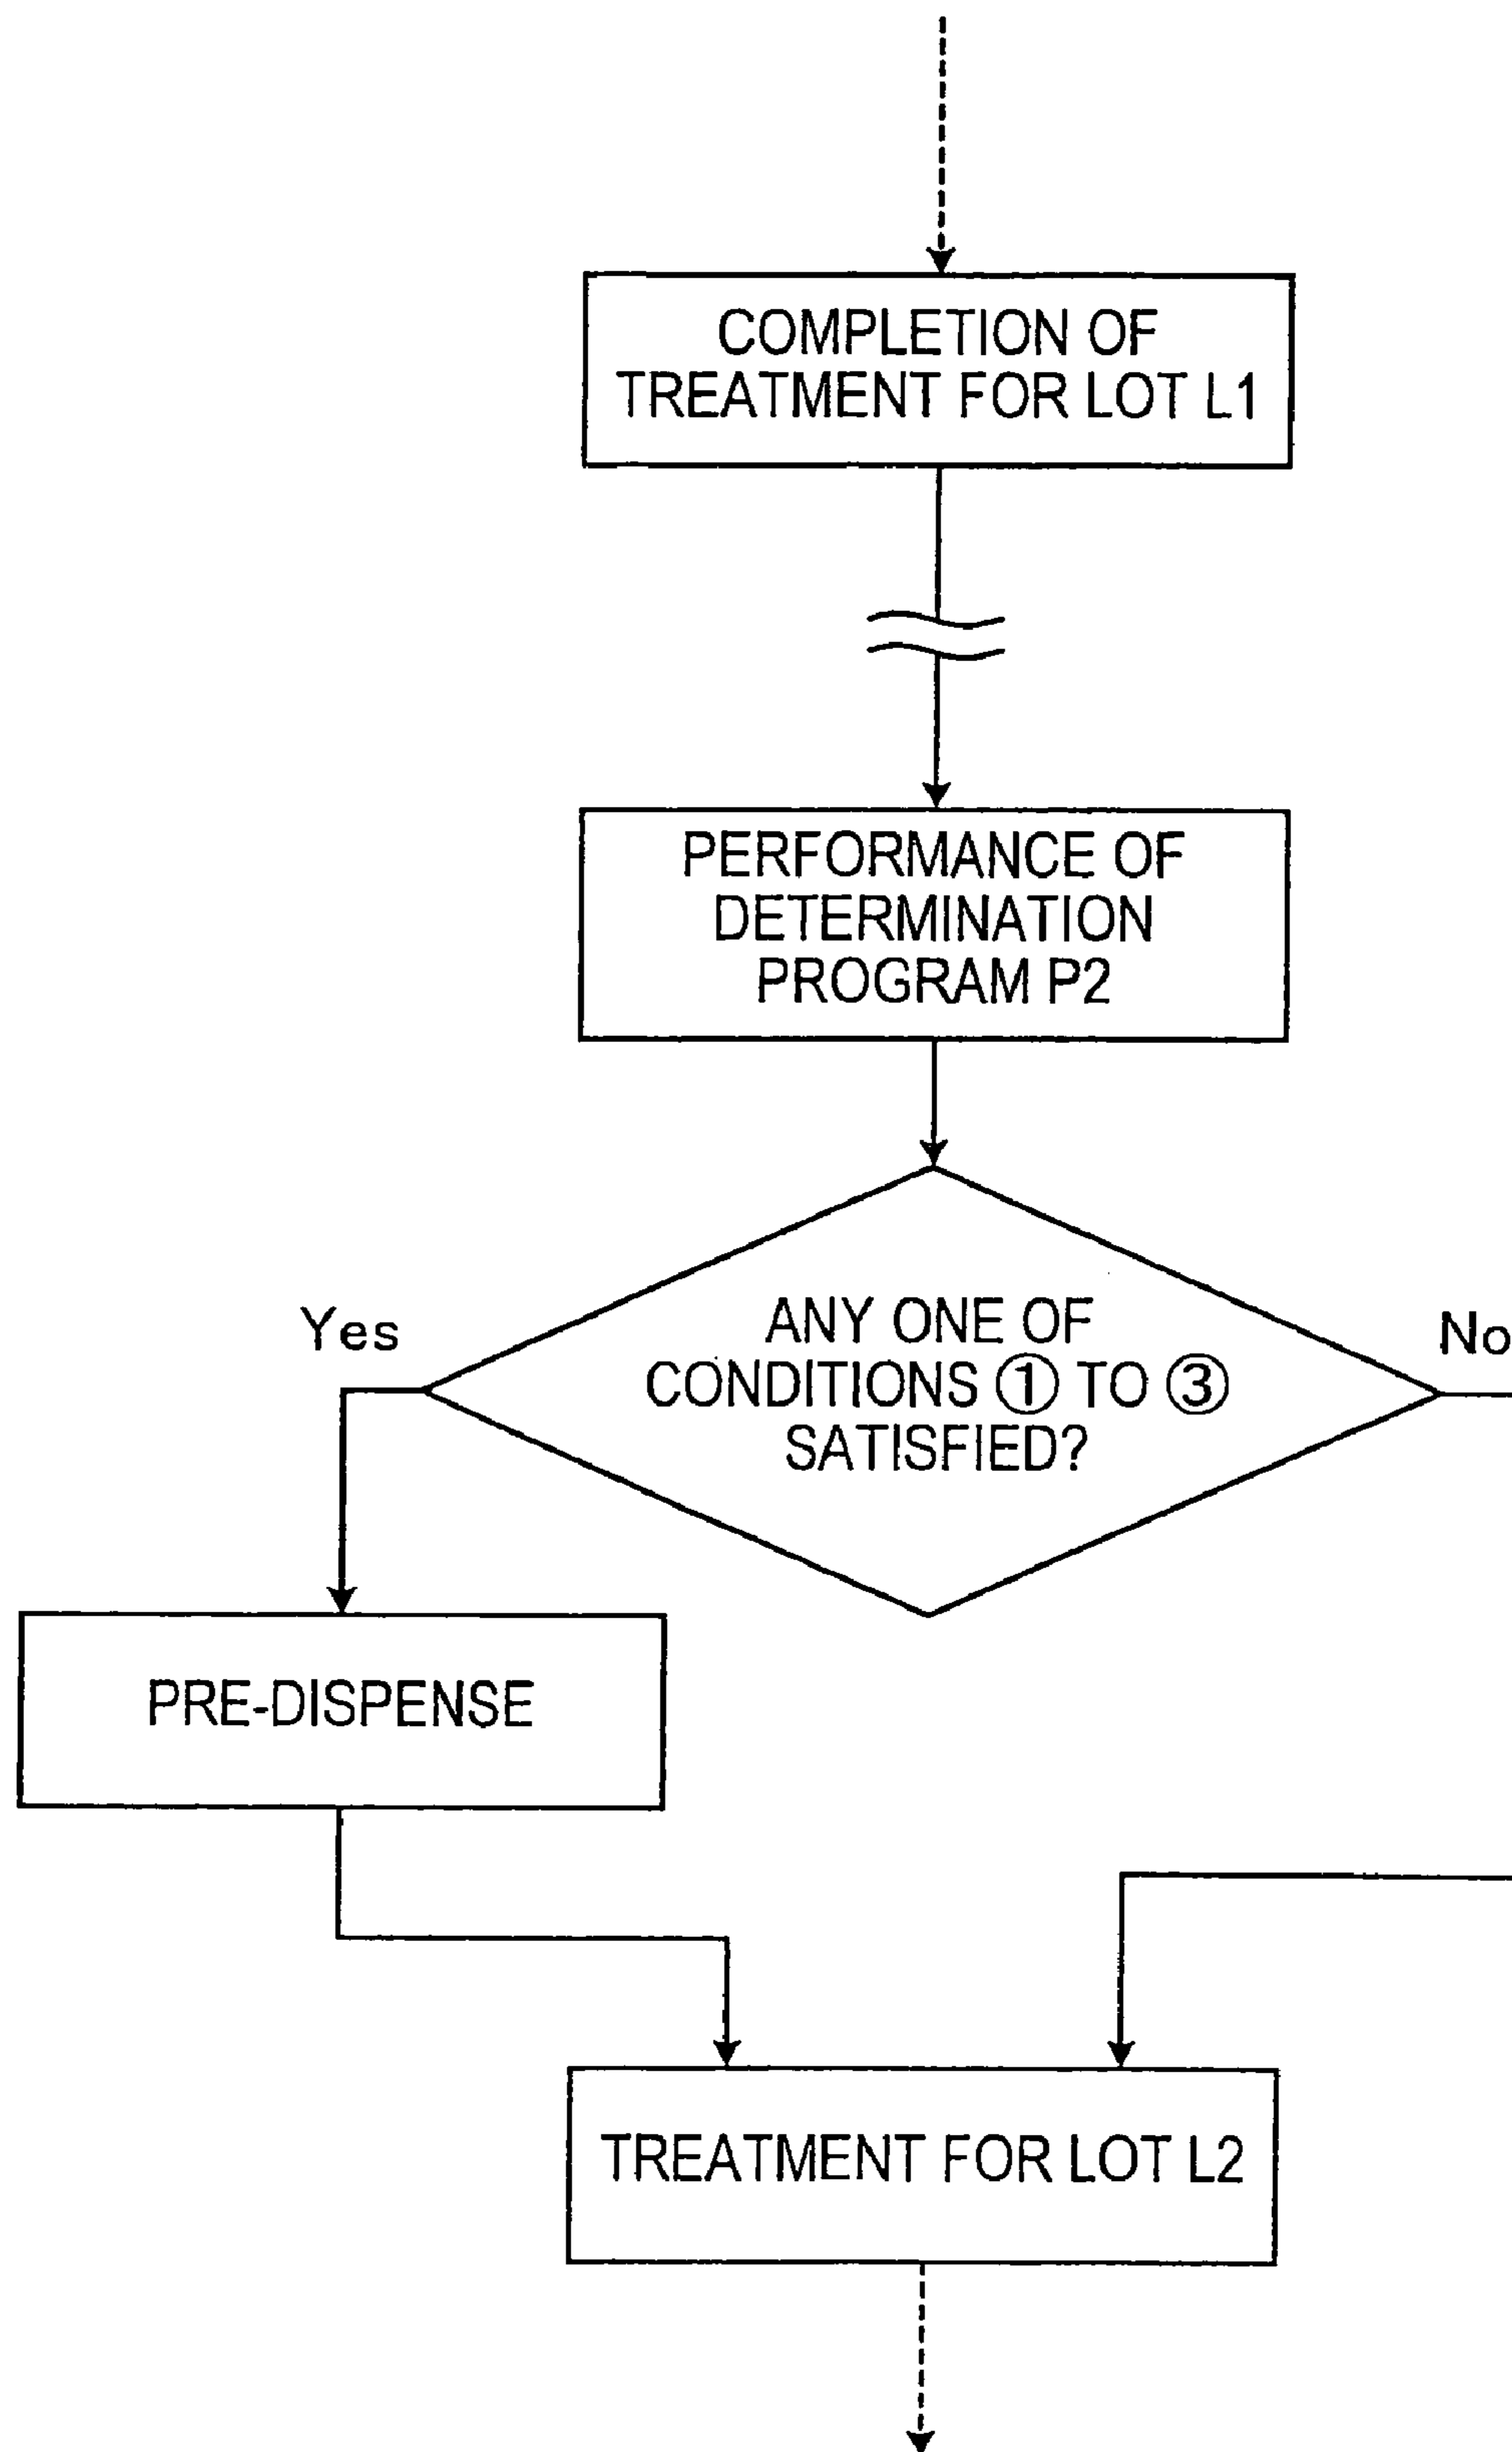 COMPLETION OF
TREATMENT FOR LOT L1
PERFORMANCE OF
DETERMINATION
PROGRAM P2
ANY ONE OF
CONDITIONS ① TO ③
SATISFIED?
Yes
No
PRE-DISPENSE
TREATMENT FOR LOT L2